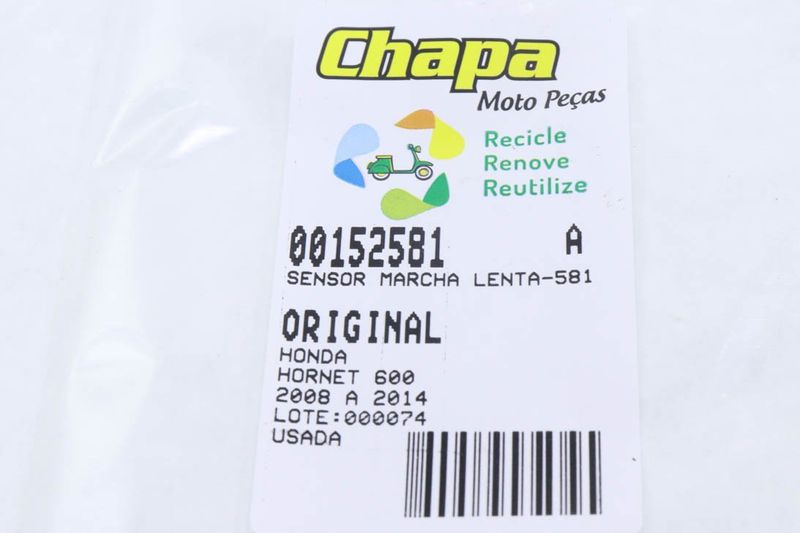 Chapa
Moto Peças
Recicle
Renove
Reutilize
00152581 A
SENSOR MARCHA LENTA-581
ORIGINAL
HONDA
HORNET 600
2008 A 2014
LOTE:000074
USADA